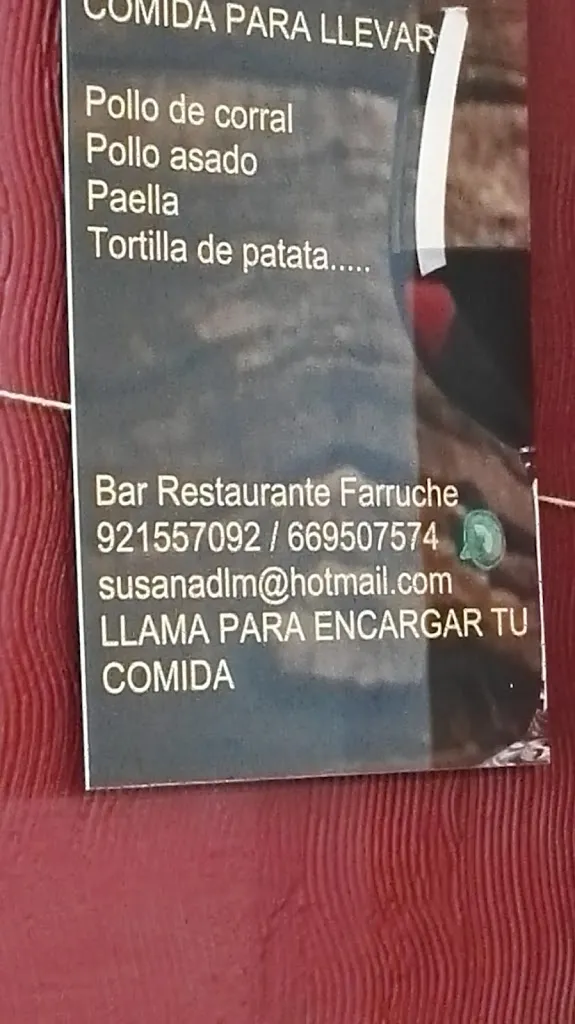 COMIDA PARA LLEVAR
Pollo de corral
Pollo asado
Paella
Tortilla de patata.....
Bar Restaurante Farruche
921557092 / 669507574
susanadlm@hotmail.com
LLAMA PARA ENCARGAR TU
COMIDA